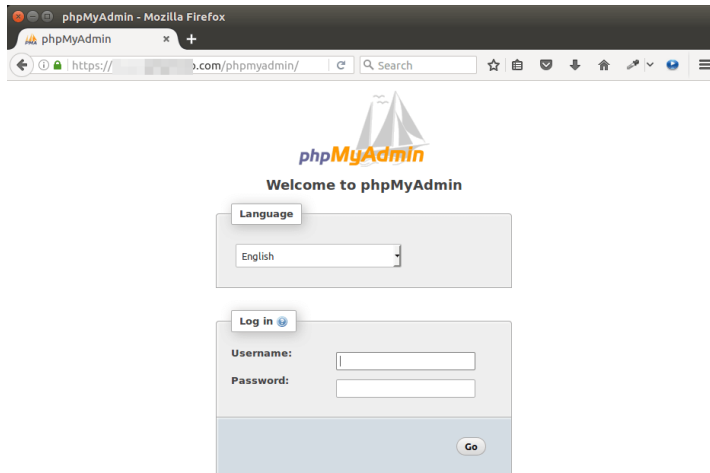 phpMyAdmin - Mozilla Firefox
phpMyAdmin × +
https:// .com/phpmyadmin/ Search
phpMyAdmin
Welcome to phpMyAdmin
Language
English
Log in
Username:
Password:
Go